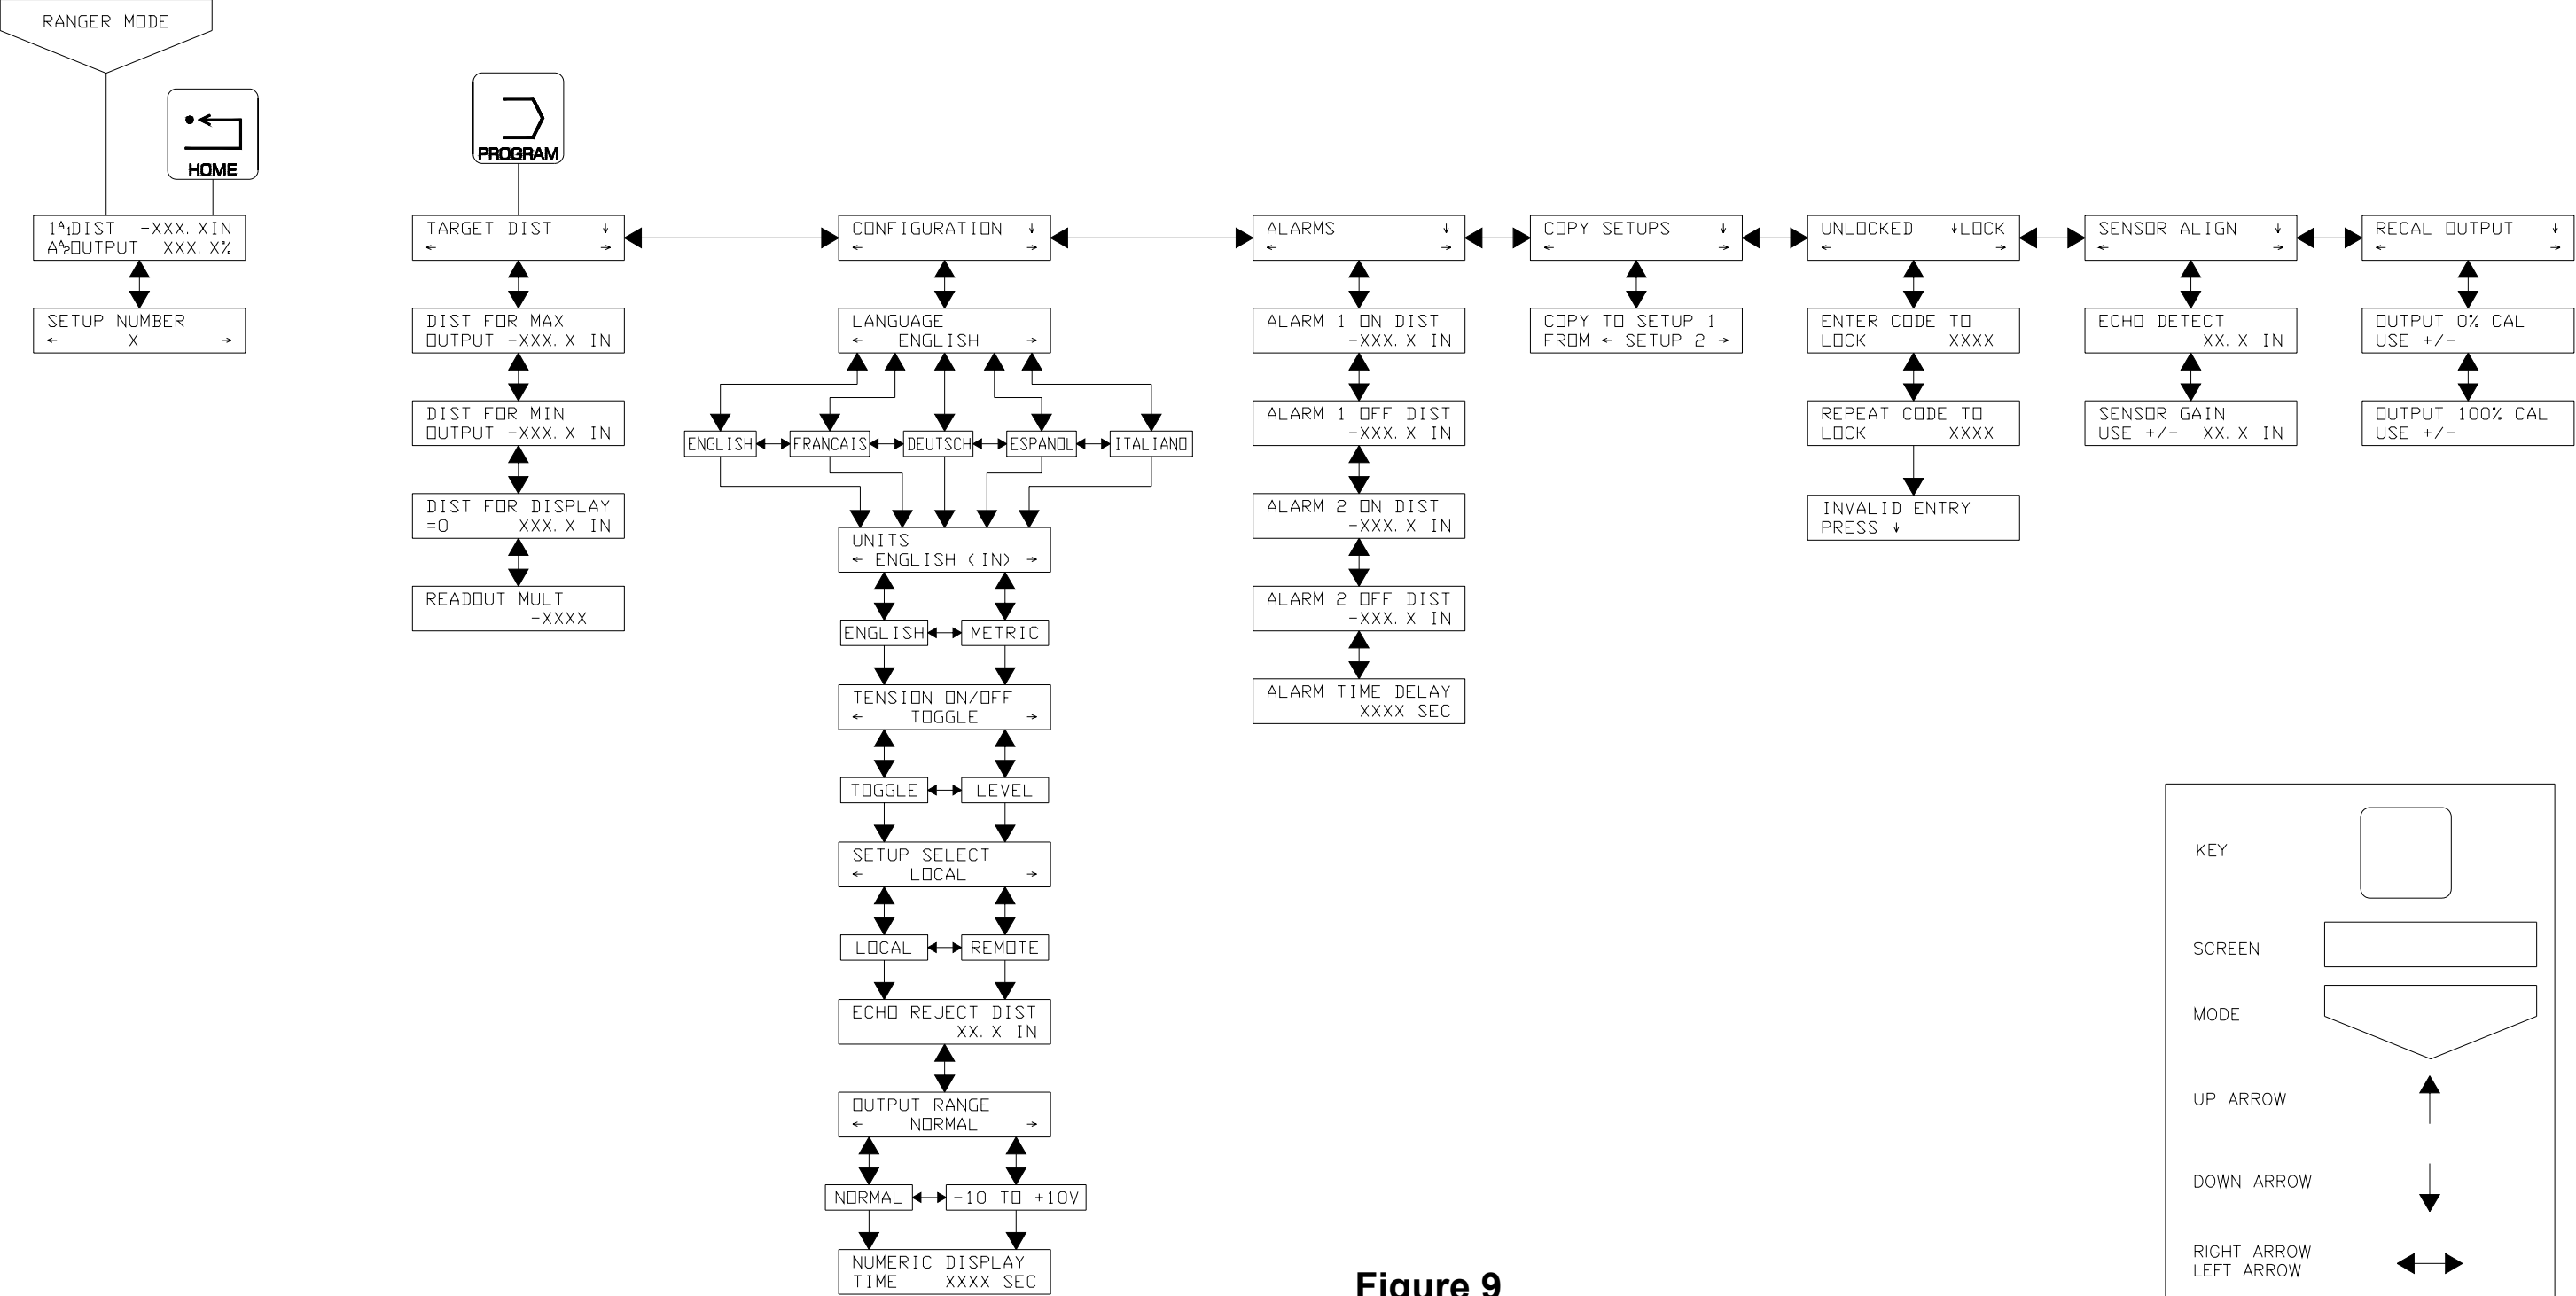 RANGER MODE
HOME
1A1DIST -XXX.XIN
AA2OUTPUT XXX.X%
SETUP NUMBER
← X →
PROGRAM
TARGET DIST ↓
← →
DIST FOR MAX
OUTPUT -XXX.X IN
DIST FOR MIN
OUTPUT -XXX.X IN
DIST FOR DISPLAY
=0 XXX.X IN
READOUT MULT
-XXXX
CONFIGURATION ↓
← →
LANGUAGE
← ENGLISH →
ENGLISH
FRANCAIS
DEUTSCH
ESPANOL
ITALIANO
UNITS
← ENGLISH (IN) →
ENGLISH
METRIC
TENSION ON/OFF
← TOGGLE →
TOGGLE
LEVEL
SETUP SELECT
← LOCAL →
LOCAL
REMOTE
ECHO REJECT DIST
XX.X IN
OUTPUT RANGE
← NORMAL →
NORMAL
-10 TO +10V
NUMERIC DISPLAY
TIME XXXX SEC
ALARMS ↓
← →
ALARM 1 ON DIST
-XXX.X IN
ALARM 1 OFF DIST
-XXX.X IN
ALARM 2 ON DIST
-XXX.X IN
ALARM 2 OFF DIST
-XXX.X IN
ALARM TIME DELAY
XXXX SEC
COPY SETUPS ↓
← →
COPY TO SETUP 1
FROM ← SETUP 2 →
UNLOCKED ↓LOCK
← →
ENTER CODE TO
LOCK XXXX
REPEAT CODE TO
LOCK XXXX
INVALID ENTRY
PRESS ↓
SENSOR ALIGN ↓
← →
ECHO DETECT
XX.X IN
SENSOR GAIN
USE +/- XX.X IN
RECAL OUTPUT ↓
← →
OUTPUT 0% CAL
USE +/-
OUTPUT 100% CAL
USE +/-
KEY
SCREEN
MODE
UP ARROW
DOWN ARROW
RIGHT ARROW
LEFT ARROW
Figure 9